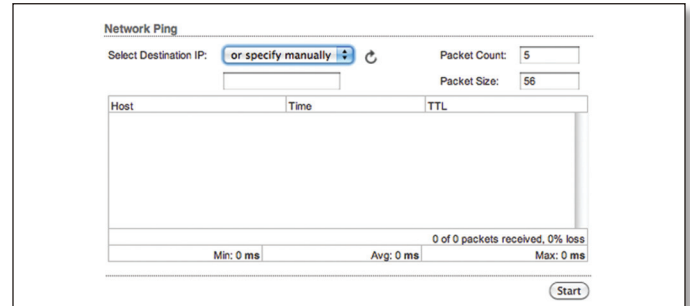 Network Ping
Select Destination IP: or specify manually Packet Count: 5
Packet Size: 56
Host Time TTL
0 of 0 packets received, 0% loss
Min: 0 ms Avg: 0 ms Max: 0 ms
Start